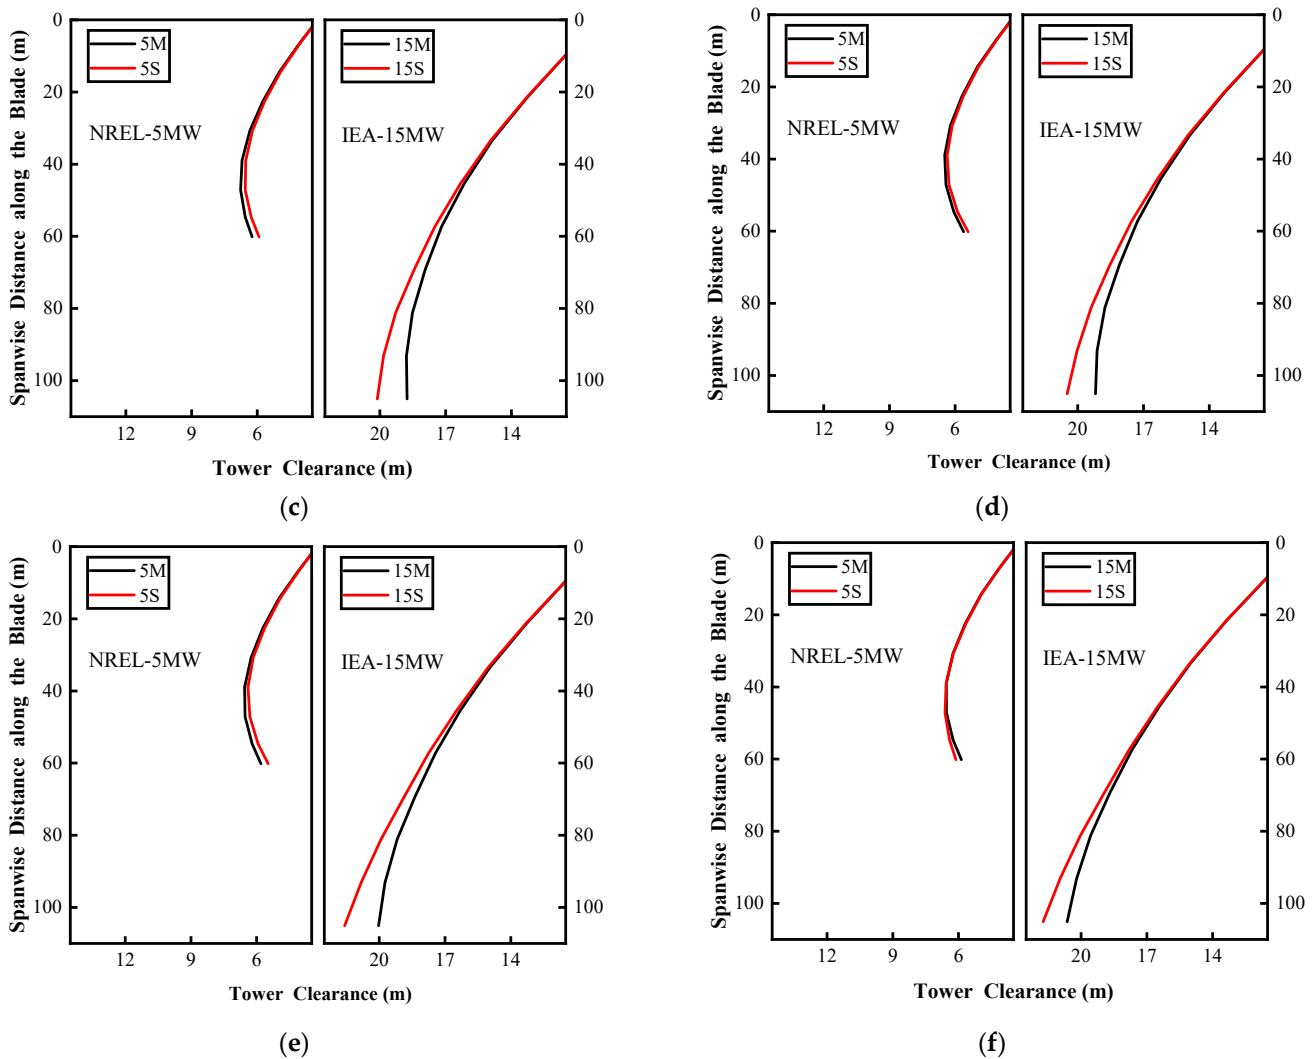 Spanwise Distance along the Blade (m)
0
20
40
60
80
100
5M
5S
NREL-5MW
12
9
6
15M
15S
IEA-15MW
20
17
14
0
20
40
60
80
100
Tower Clearance (m)
(c)
Spanwise Distance along the Blade (m)
0
20
40
60
80
100
5M
5S
NREL-5MW
12
9
6
15M
15S
IEA-15MW
20
17
14
0
20
40
60
80
100
Tower Clearance (m)
(d)
Spanwise Distance along the Blade (m)
0
20
40
60
80
100
5M
5S
NREL-5MW
12
9
6
15M
15S
IEA-15MW
20
17
14
0
20
40
60
80
100
Tower Clearance (m)
(e)
Spanwise Distance along the Blade (m)
0
20
40
60
80
100
5M
5S
NREL-5MW
12
9
6
15M
15S
IEA-15MW
20
17
14
0
20
40
60
80
100
Tower Clearance (m)
(f)